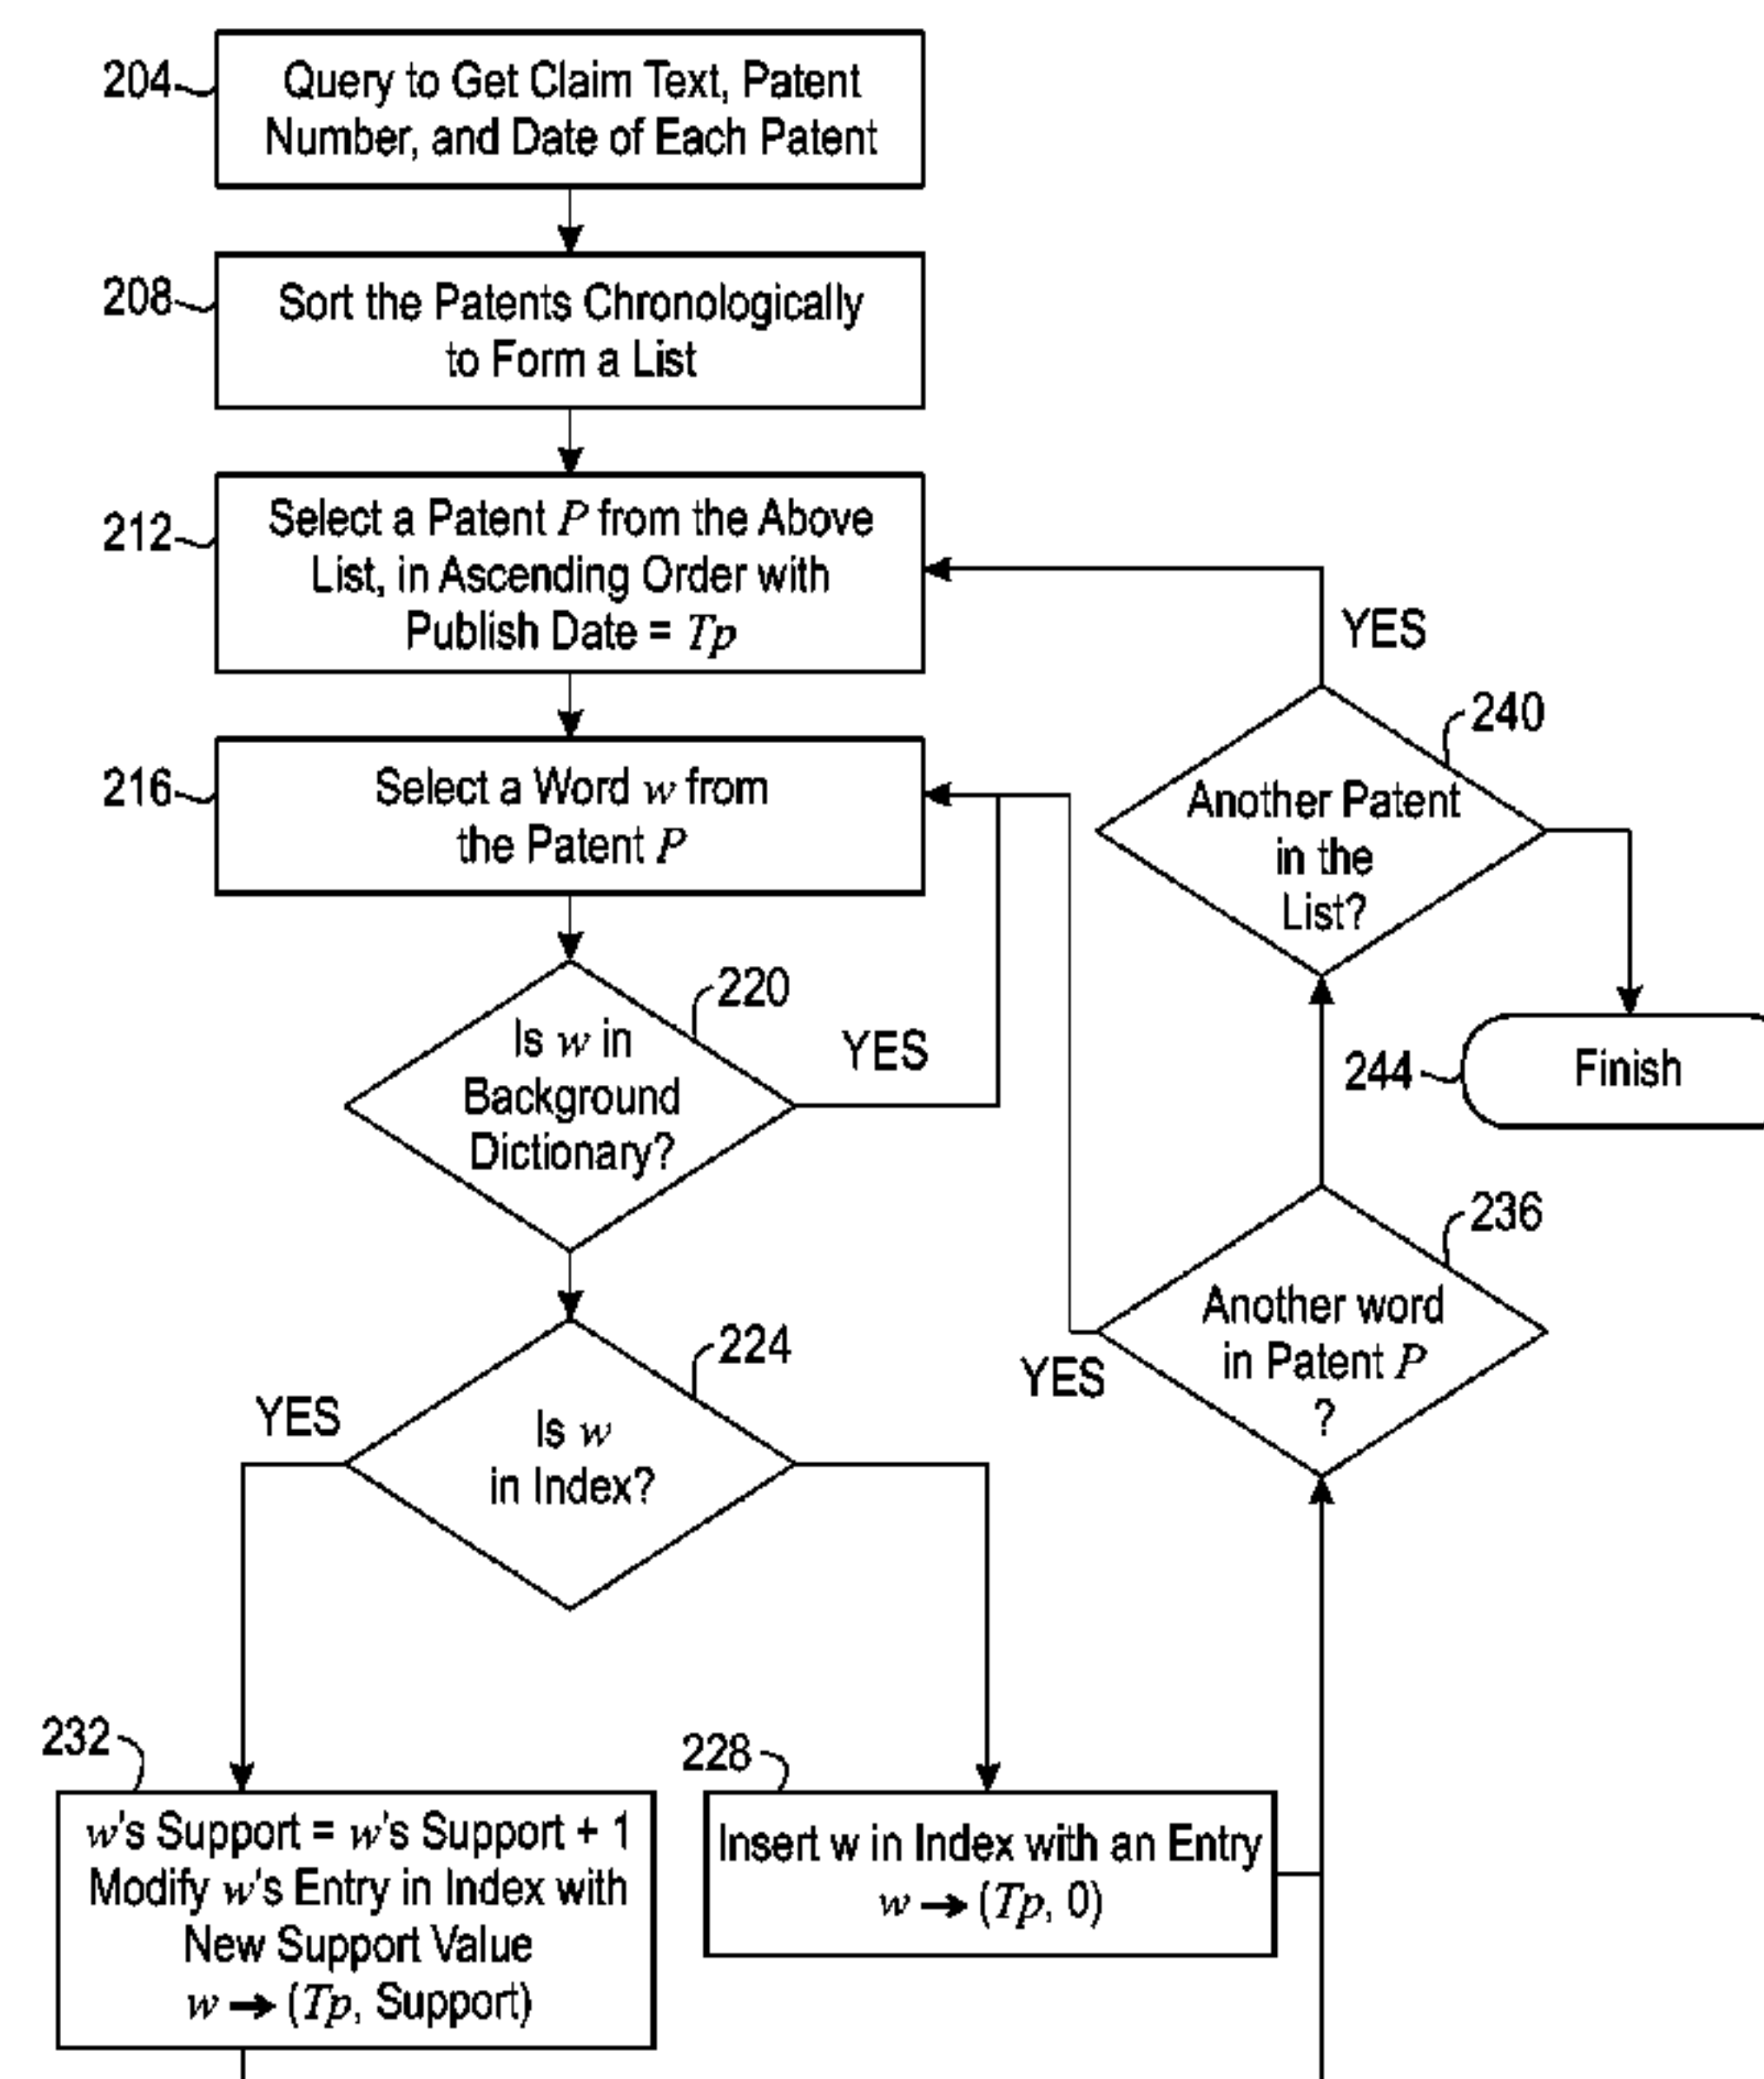 204
Query to Get Claim Text, Patent
Number, and Date of Each Patent
208
Sort the Patents Chronologically
to Form a List
212
Select a Patent P from the Above
List, in Ascending Order with
Publish Date = Tp
YES
240
216
Select a Word w from
the Patent P
Another Patent
in the
List?
220
Is w in
Background
Dictionary?
YES
244
Finish
236
Another word
in Patent P
?
YES
224
Is w
in Index?
YES
232
w's Support = w's Support + 1
Modify w's Entry in Index with
New Support Value
w → (Tp, Support)
228
Insert w in Index with an Entry
w → (Tp, 0)